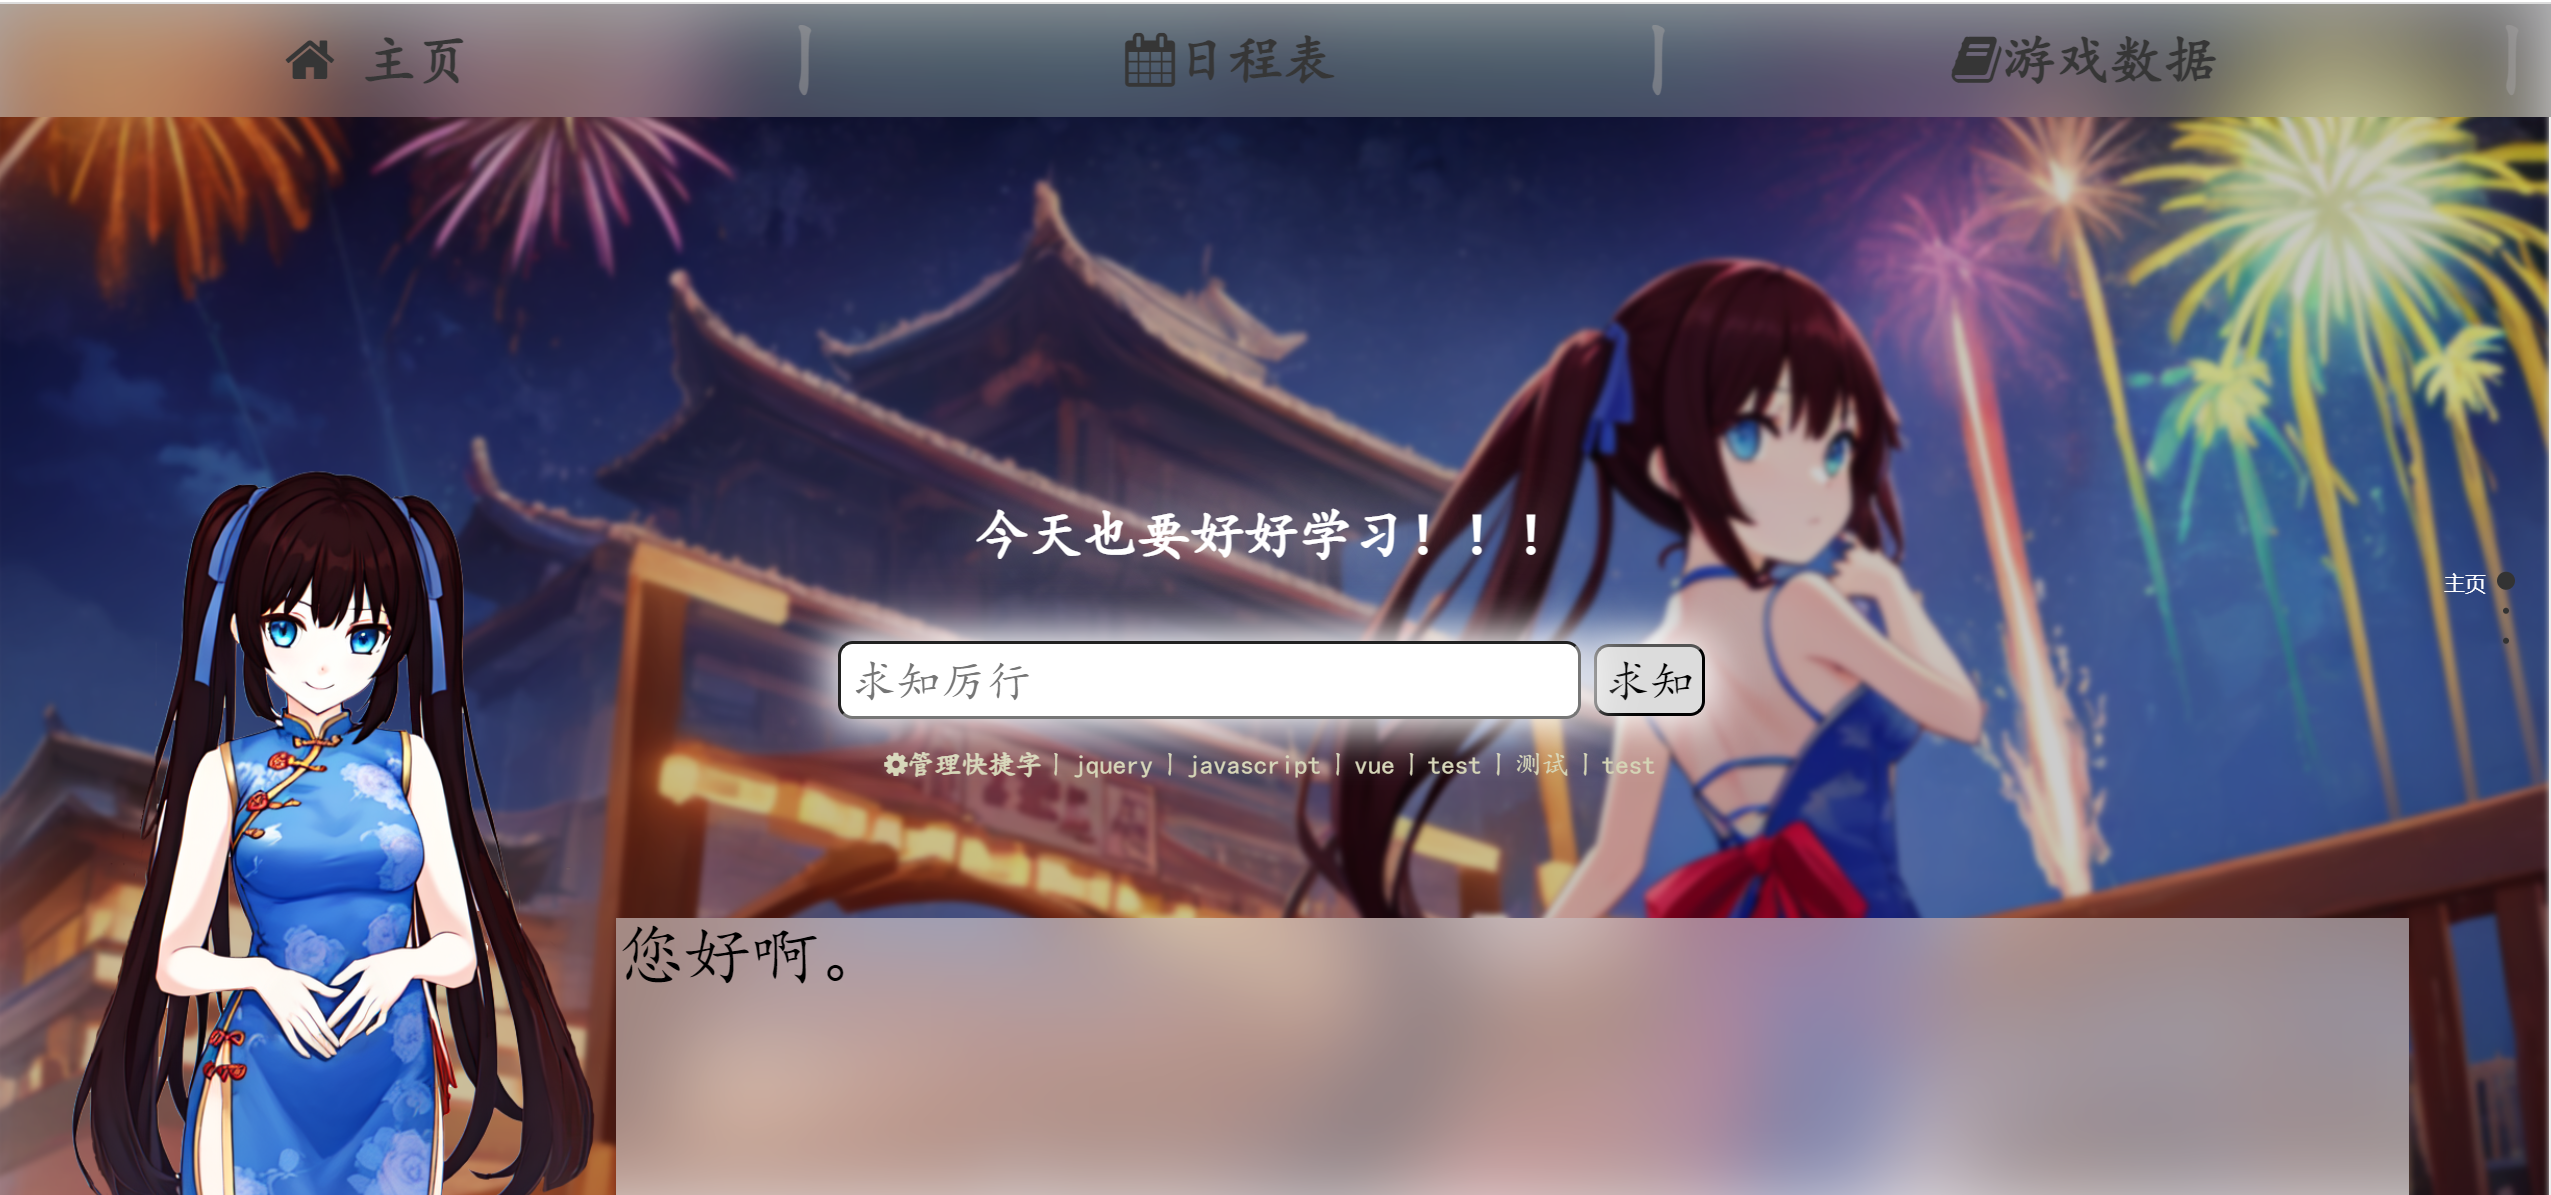 主页 | 日程表 | 游戏数据 |
今天也要好好学习！！！
求知厉行 求知
管理快捷字 | jquery | javascript | vue | test | 测试 | test
主页
您好啊。